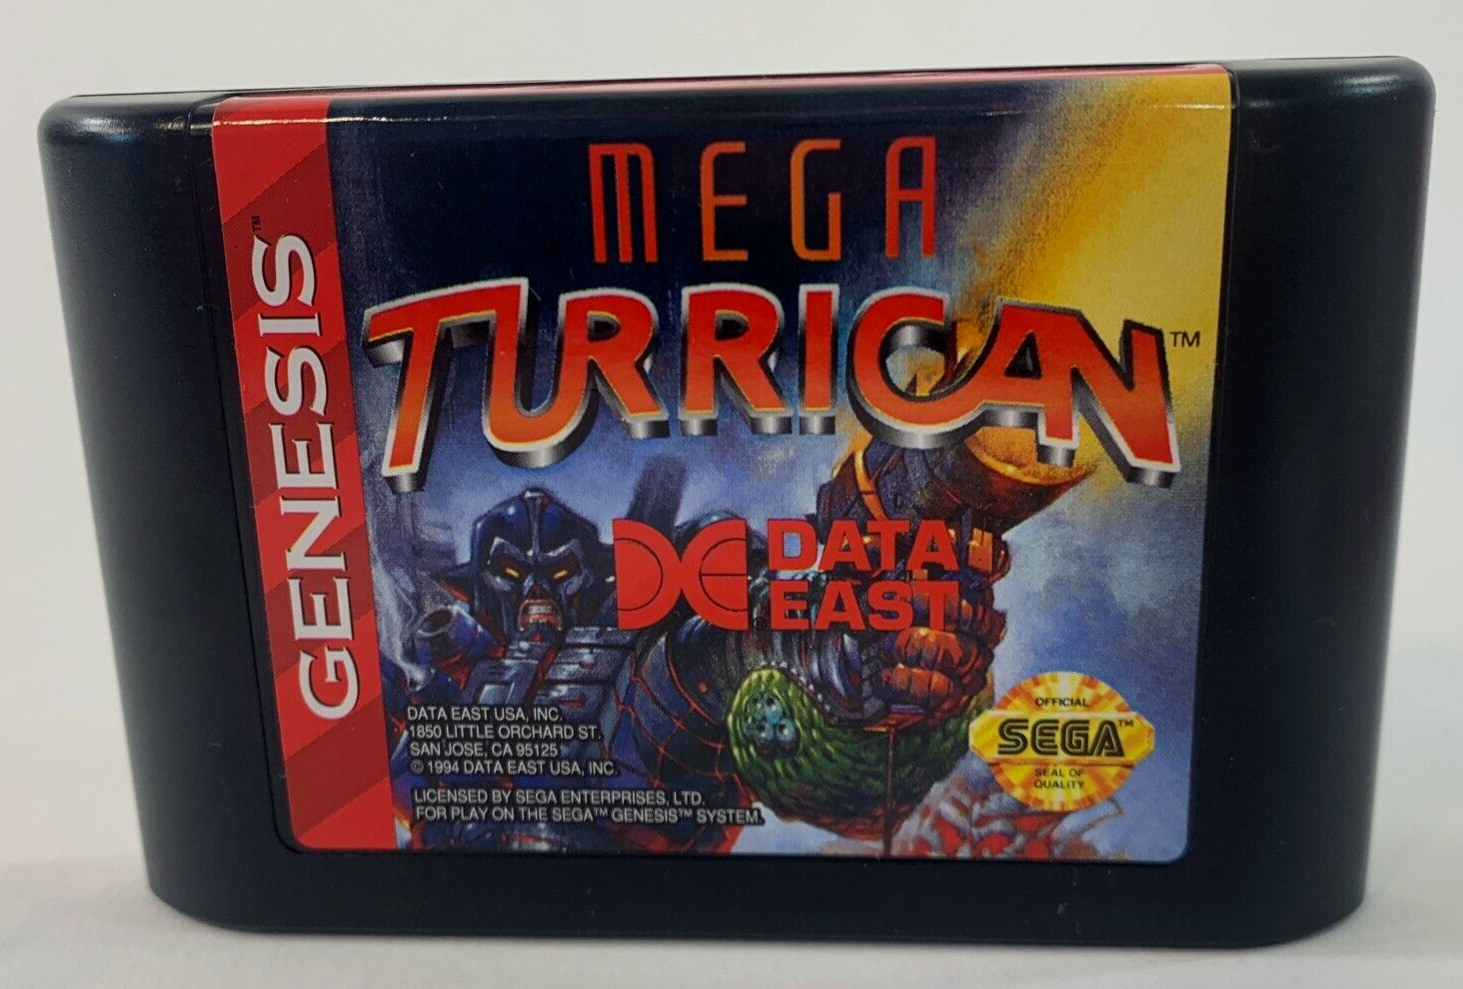 GENESIS™
MEGA
TURRICAN™
DATA
EAST
DATA EAST USA, INC.
1850 LITTLE ORCHARD ST.
SAN JOSE, CA 95125
© 1994 DATA EAST USA, INC.
LICENSED BY SEGA ENTERPRISES, LTD.
FOR PLAY ON THE SEGA™ GENESIS™ SYSTEM.
OFFICIAL
SEGA™
SEAL OF
QUALITY